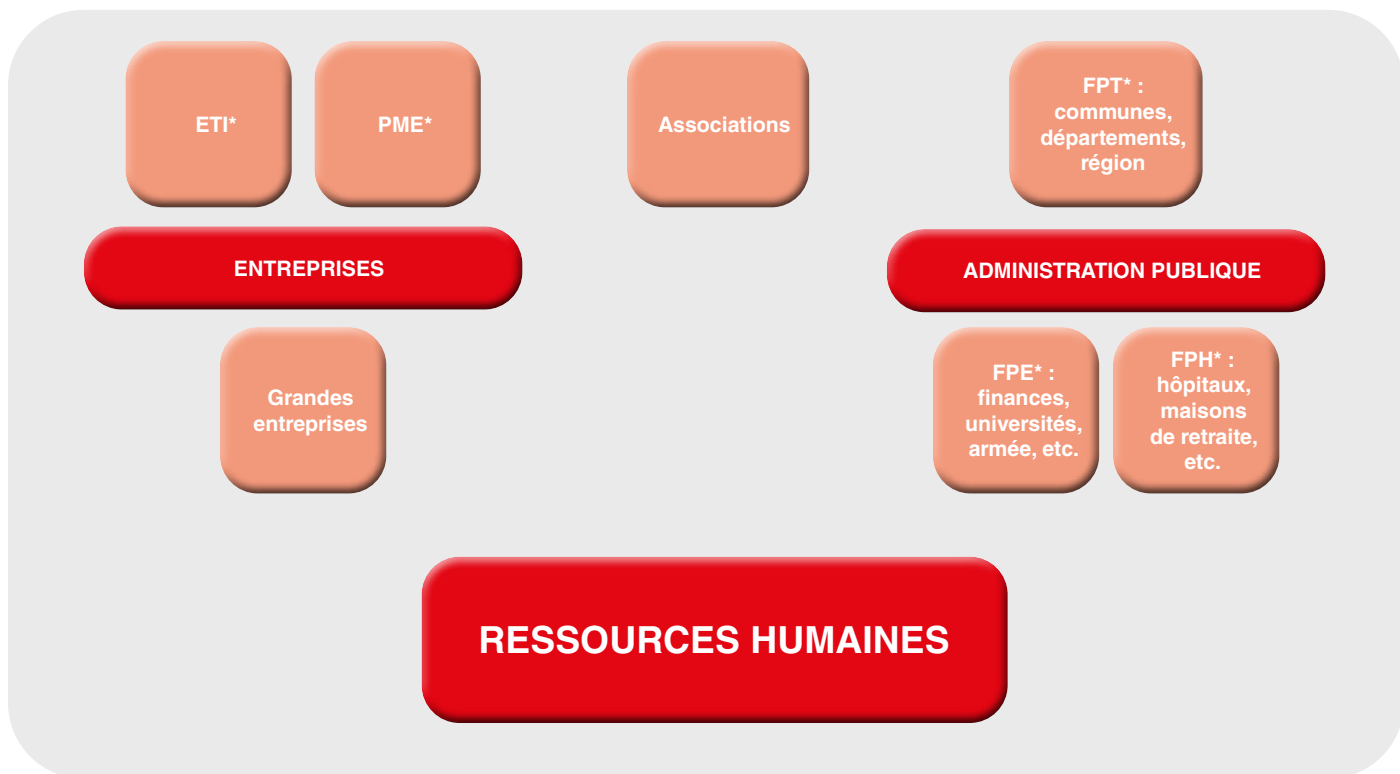 ETI*
PME*
Associations
FPT* :
communes,
départements,
région
ENTREPRISES
ADMINISTRATION PUBLIQUE
Grandes
entreprises
FPE* :
finances,
universités,
armée, etc.
FPH* :
hôpitaux,
maisons
de retraite,
etc.
RESSOURCES HUMAINES